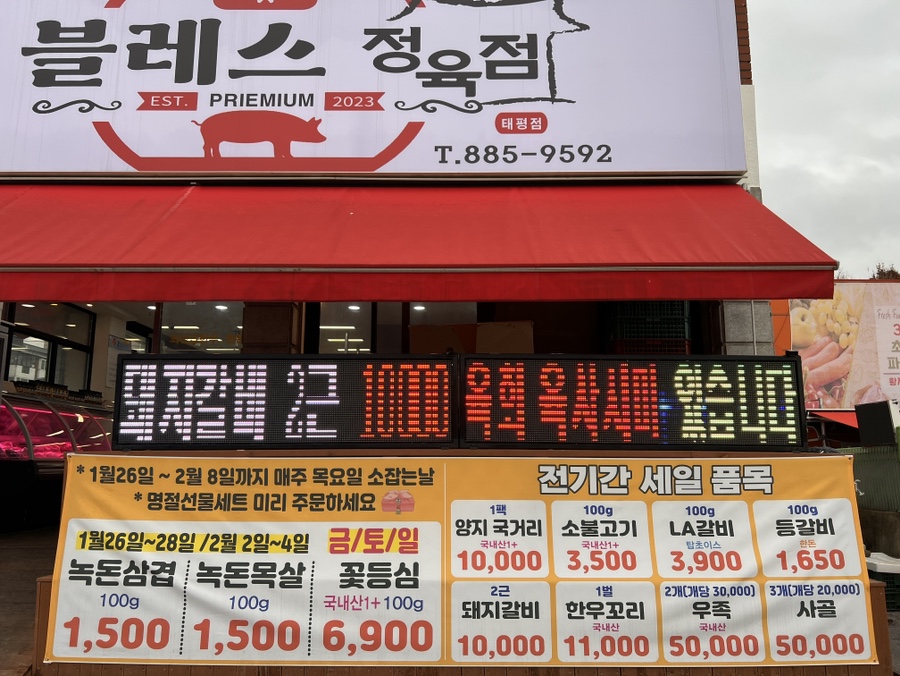 블레스 정육점
EST. PRIEMIUM 2023
태평점
T.885-9592
돼지갈비 2근 10000
* 1월26일 ~ 2월 8일까지 매주 목요일 소잡는날
* 명절선물세트 미리 주문하세요
1월26일~28일 /2월 2일~4일 금/토/일
녹돈삼겹
100g
1,500
녹돈목살
100g
1,500
꽃등심
국내산1+ 100g
6,900
전기간 세일 품목
1팩
양지 국거리
국내산1+
10,000
100g
소불고기
국내산1+
3,500
100g
LA갈비
탑초이스
3,900
100g
등갈비
한돈
1,650
2근
돼지갈비
10,000
1벌
한우꼬리
국내산
11,000
2개(개당 30,000)
우족
국내산
50,000
3개(개당 20,000)
사골
50,000